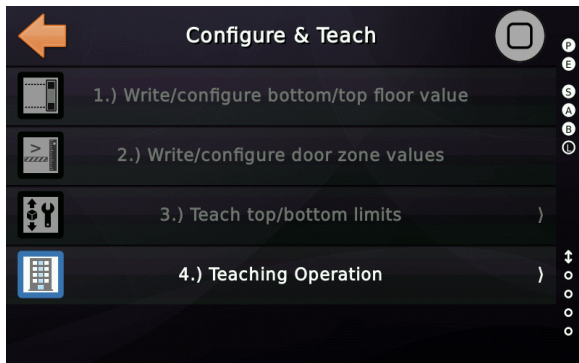 Configure & Teach
P
E
1.) Write/configure bottom/top floor value
S
A
B
2.) Write/configure door zone values
L
3.) Teach top/bottom limits ⟩
4.) Teaching Operation ⟩